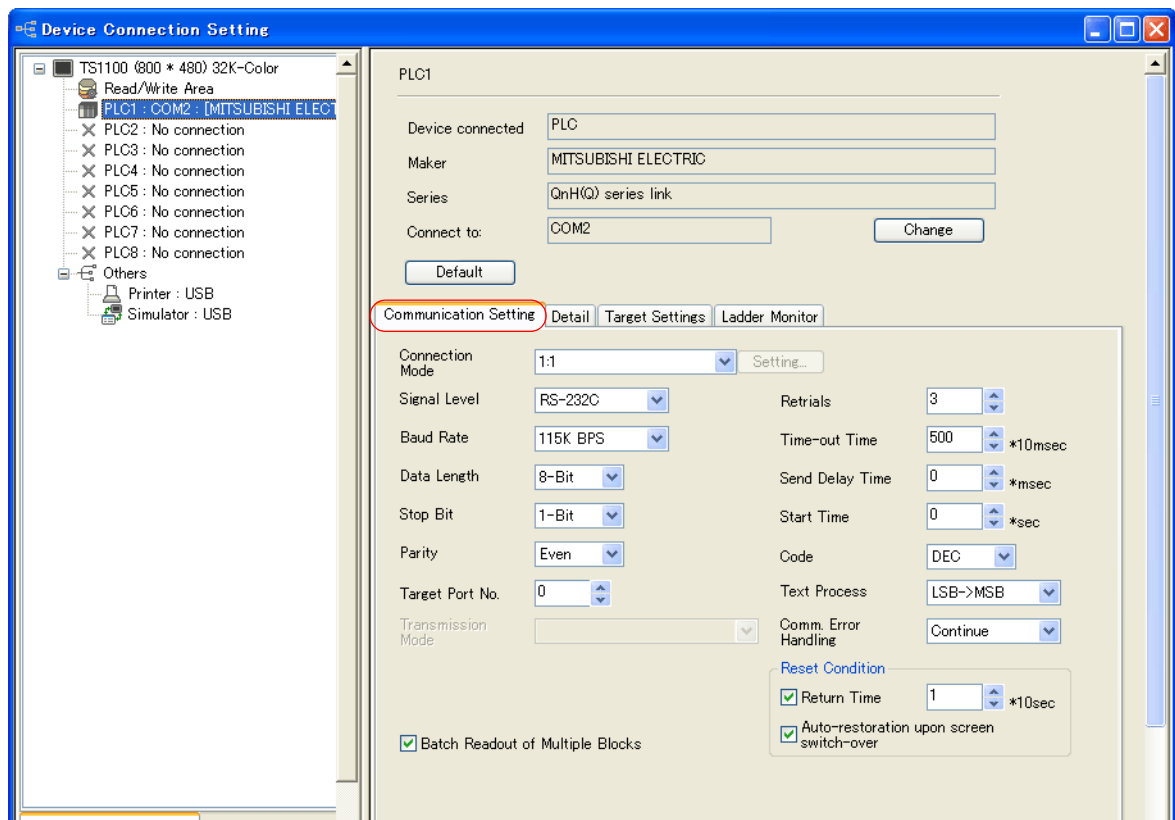 Device Connection Setting
TS1100 (800 * 480) 32K-Color
Read/Write Area
PLC1 : COM2 : [MITSUBISHI ELECT
PLC2 : No connection
PLC3 : No connection
PLC4 : No connection
PLC5 : No connection
PLC6 : No connection
PLC7 : No connection
PLC8 : No connection
Others
Printer : USB
Simulator : USB
PLC1
Device connected PLC
Maker MITSUBISHI ELECTRIC
Series QnH(Q) series link
Connect to: COM2 Change
Default
Communication Setting Detail Target Settings Ladder Monitor
Connection
Mode 1:1 Setting...
Signal Level RS-232C
Baud Rate 115K BPS
Data Length 8-Bit
Stop Bit 1-Bit
Parity Even
Target Port No. 0
Transmission
Mode
Batch Readout of Multiple Blocks
Retrials 3
Time-out Time 500 *10msec
Send Delay Time 0 *msec
Start Time 0 *sec
Code DEC
Text Process LSB->MSB
Comm. Error
Handling Continue
Reset Condition
Return Time 1 *10sec
Auto-restoration upon screen
switch-over